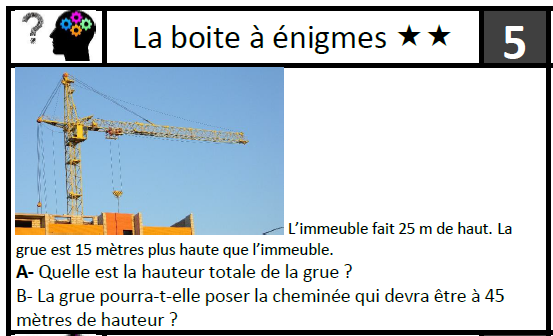 La boite à énigmes ★★ 5
L'immeuble fait 25 m de haut. La
grue est 15 mètres plus haute que l'immeuble.
A- Quelle est la hauteur totale de la grue ?
B- La grue pourra-t-elle poser la cheminée qui devra être à 45
mètres de hauteur ?